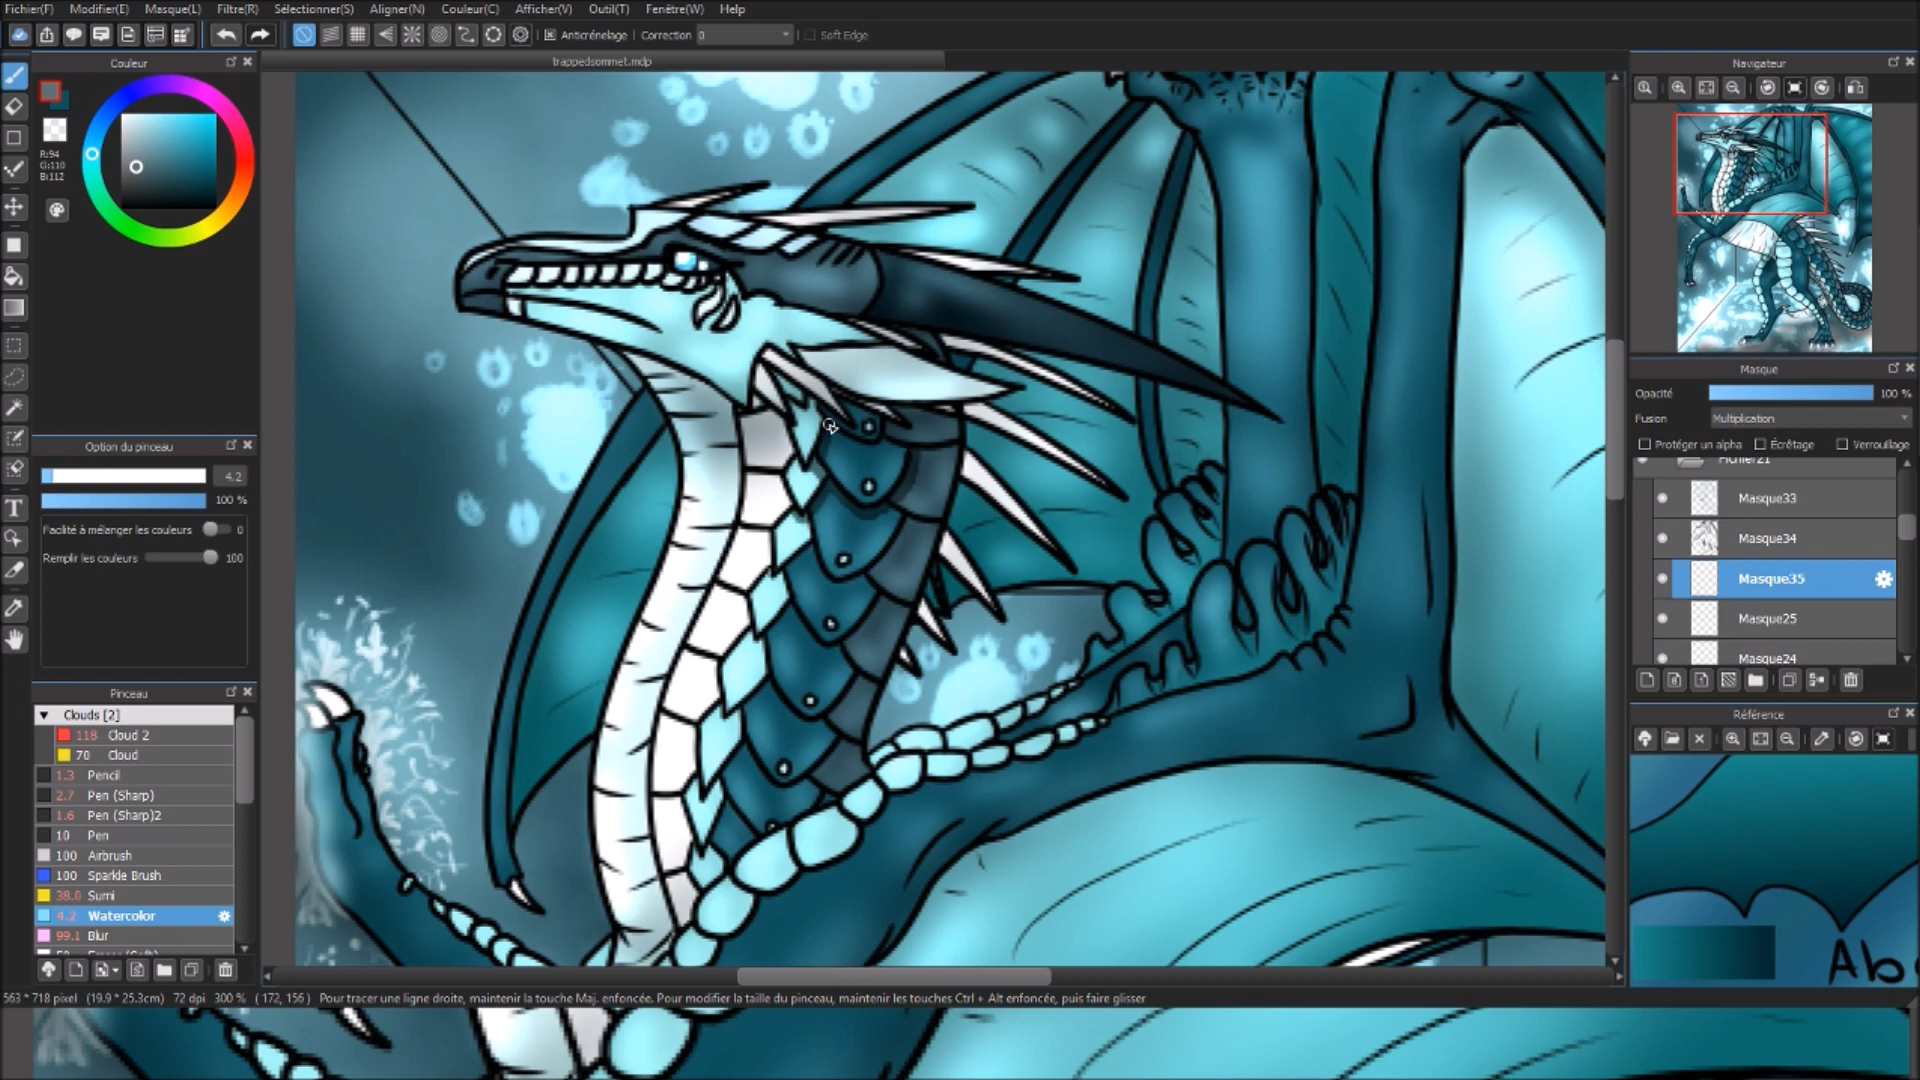 Fichier(F) Modifier(E) Masque(L) Filtre(R) Sélectionner(S) Aligner(N) Couleur(C) Afficher(V) Outil(T) Fenêtre(W) Help
Anticrénelage Correction 0 Soft Edge
Couleur
trappedsommet.mdp
Navigateur
R:94
G:110
B:112
Masque
Opacité 100 %
Fusion Multiplication
Protéger un alpha Écrêtage Verrouillage
Fichier21
Masque33
Masque34
Masque35
Masque25
Masque24
Option du pinceau
4.2
100 %
Facilité à mélanger les couleurs 0
Remplir les couleurs 100
Pinceau
Clouds [2]
118 Cloud 2
70 Cloud
1.3 Pencil
2.7 Pen (Sharp)
1.6 Pen (Sharp)2
10 Pen
100 Airbrush
100 Sparkle Brush
38.0 Sumi
4.2 Watercolor
99.1 Blur
Référence
Ab
563 * 718 pixel (19.9 * 25.3cm) 72 dpi 300 % ( 172, 156 ) Pour tracer une ligne droite, maintenir la touche Maj. enfoncée. Pour modifier la taille du pinceau, maintenir les touches Ctrl + Alt enfoncée, puis faire glisser